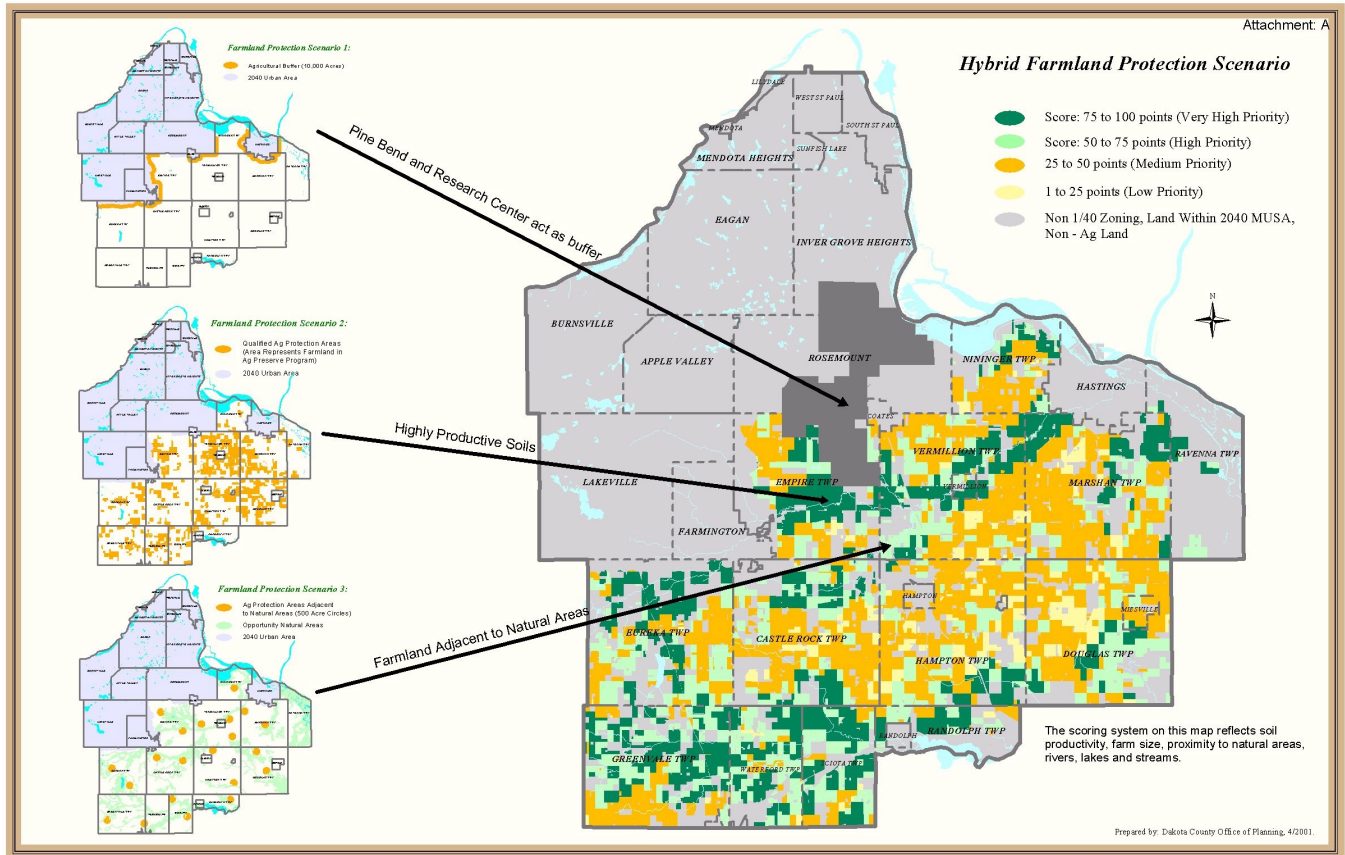 Attachment: A
Hybrid Farmland Protection Scenario
Score: 75 to 100 points (Very High Priority)
Score: 50 to 75 points (High Priority)
25 to 50 points (Medium Priority)
1 to 25 points (Low Priority)
Non 1/40 Zoning, Land Within 2040 MUSA,
Non - Ag Land
Farmland Protection Scenario 1:
Agricultural Buffer (10,000 Acres)
2040 Urban Area
Farmland Protection Scenario 2:
Qualified Ag Protection Areas
(Area Represents Farmland in
Ag Preserve Program)
2040 Urban Area
Farmland Protection Scenario 3:
Ag Protection Areas Adjacent
to Natural Areas (500 Acre Circles)
Opportunity Natural Areas
2040 Urban Area
Pine Bend and Research Center act as buffer
Highly Productive Soils
Farmland Adjacent to Natural Areas
LILYDALE
WEST ST PAUL
MENDOTA
SOUTH ST PAUL
SUNFISH LAKE
MENDOTA HEIGHTS
EAGAN
INVER GROVE HEIGHTS
N
BURNSVILLE
APPLE VALLEY
ROSEMOUNT
NININGER TWP
HASTINGS
COATES
VERMILLION TWP
RAVENNA TWP
LAKEVILLE
EMPIRE TWP
VERMILLION
MARSHAN TWP
FARMINGTON
HAMPTON
MIESVILLE
EUREKA TWP
CASTLE ROCK TWP
HAMPTON TWP
DOUGLAS TWP
RANDOLPH
RANDOLPH TWP
GREENVALE TWP
WATERFORD TWP
SCIOTA TWP
The scoring system on this map reflects soil
productivity, farm size, proximity to natural areas,
rivers, lakes and streams.
Prepared by: Dakota County Office of Planning, 4/2001.